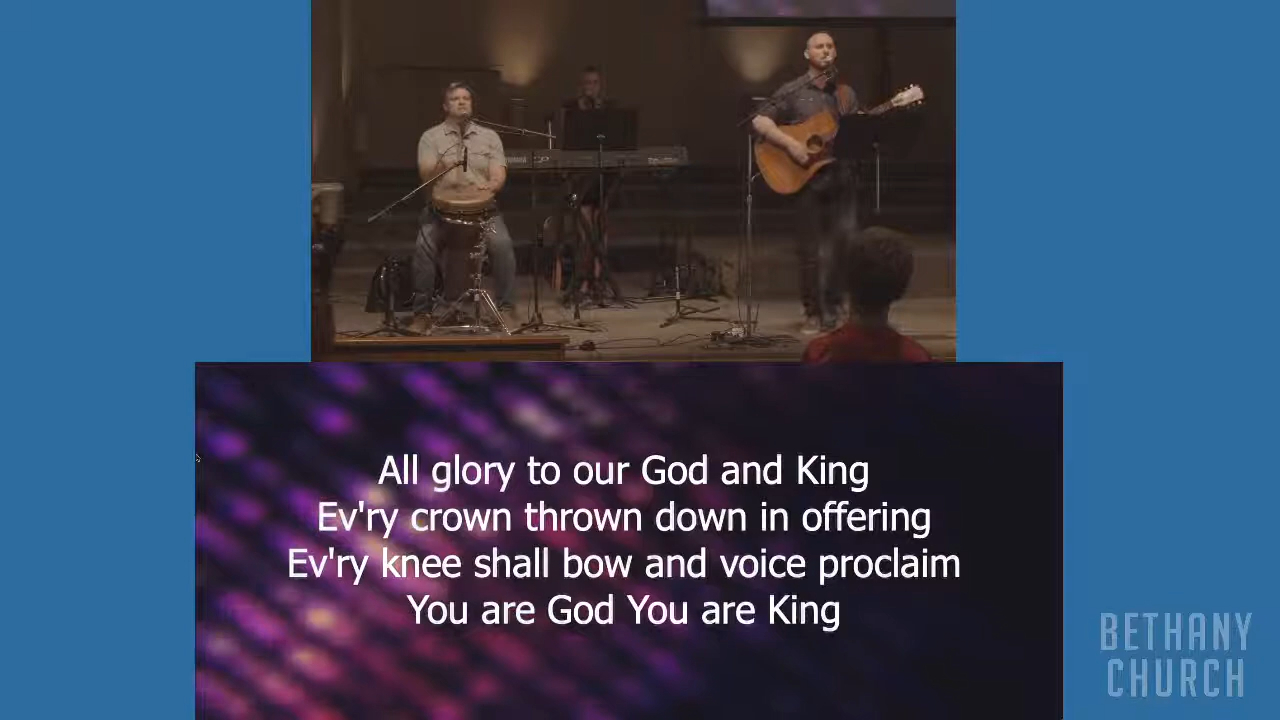 YAMAHA
All glory to our God and King
Ev'ry crown thrown down in offering
Ev'ry knee shall bow and voice proclaim
You are God You are King
BETHANY
CHURCH